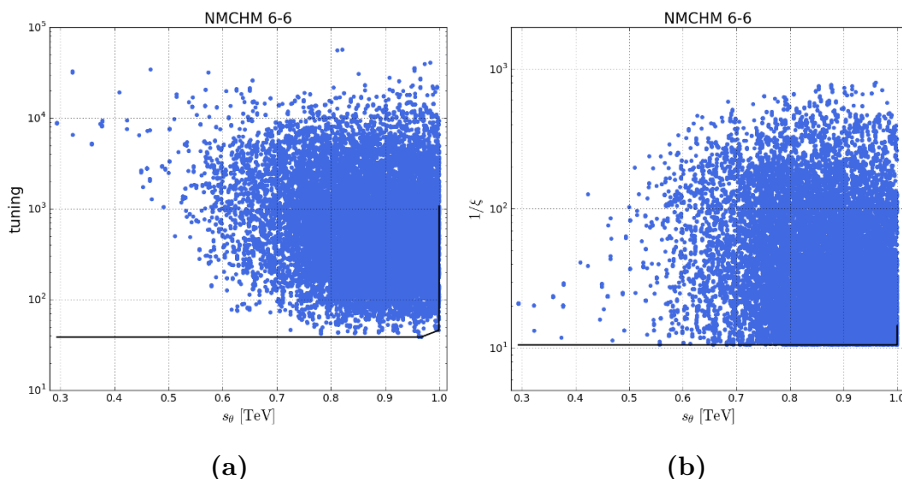 NMCHM 6-6
10^5
10^4
10^3
10^2
10^1
tuning
0.3 0.4 0.5 0.6 0.7 0.8 0.9 1.0
s_θ [TeV]
(a)
NMCHM 6-6
10^3
10^2
10^1
1/ξ
0.3 0.4 0.5 0.6 0.7 0.8 0.9 1.0
s_θ [TeV]
(b)